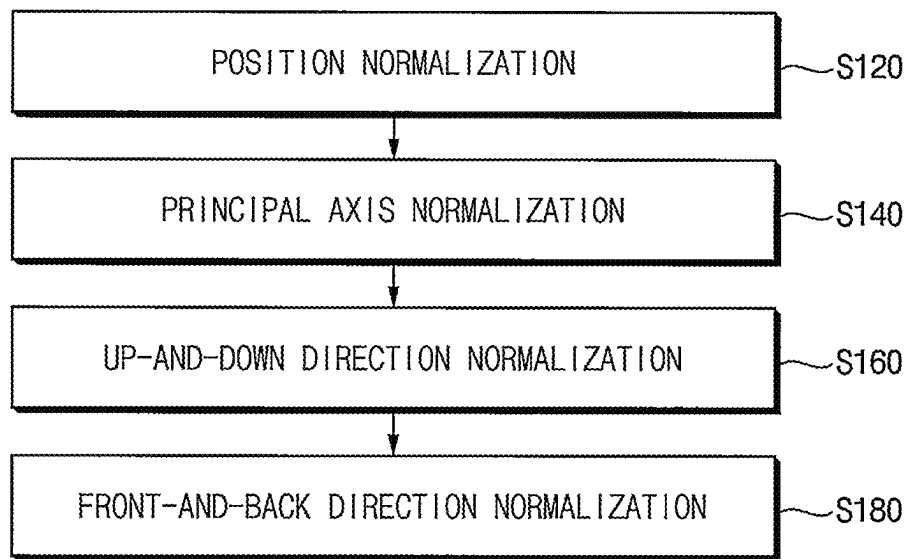 POSITION NORMALIZATION
S120
PRINCIPAL AXIS NORMALIZATION
S140
UP-AND-DOWN DIRECTION NORMALIZATION
S160
FRONT-AND-BACK DIRECTION NORMALIZATION
S180